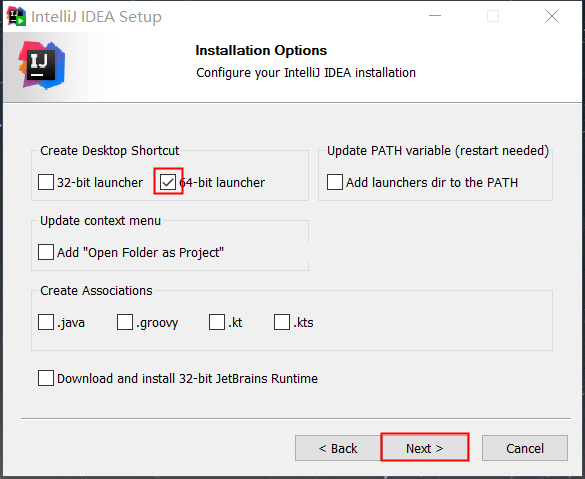 IntelliJ IDEA Setup
IJ
Installation Options
Configure your IntelliJ IDEA installation
Create Desktop Shortcut
32-bit launcher
64-bit launcher
Update PATH variable (restart needed)
Add launchers dir to the PATH
Update context menu
Add "Open Folder as Project"
Create Associations
.java
.groovy
.kt
.kts
Download and install 32-bit JetBrains Runtime
< Back
Next >
Cancel